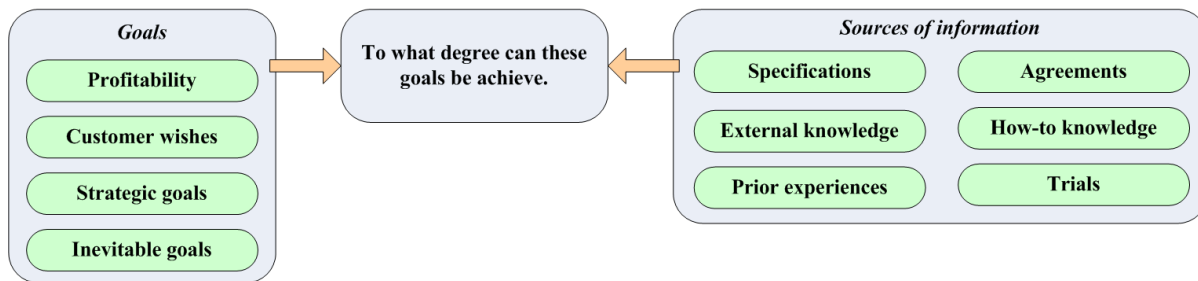 Goals
Profitability
Customer wishes
Strategic goals
Inevitable goals
To what degree can these
goals be achieve.
Sources of information
Specifications
Agreements
External knowledge
How-to knowledge
Prior experiences
Trials